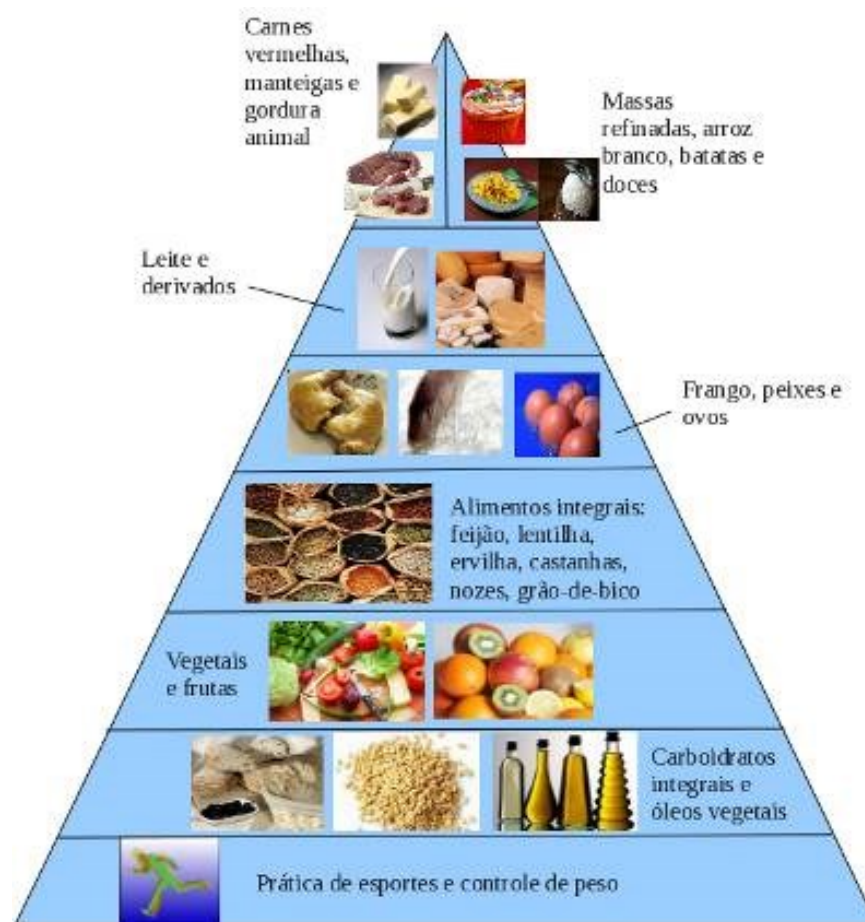 Carnes
vermelhas,
manteigas e
gordura
animal
Massas
refinadas, arroz
branco, batatas e
doces
Leite e
derivados
Frango, peixes e
ovos
Alimentos integrais:
feijão, lentilha,
ervilha, castanhas,
nozes, grão-de-bico
Vegetais
e frutas
Carboidratos
integrais e
óleos vegetais
Prática de esportes e controle de peso